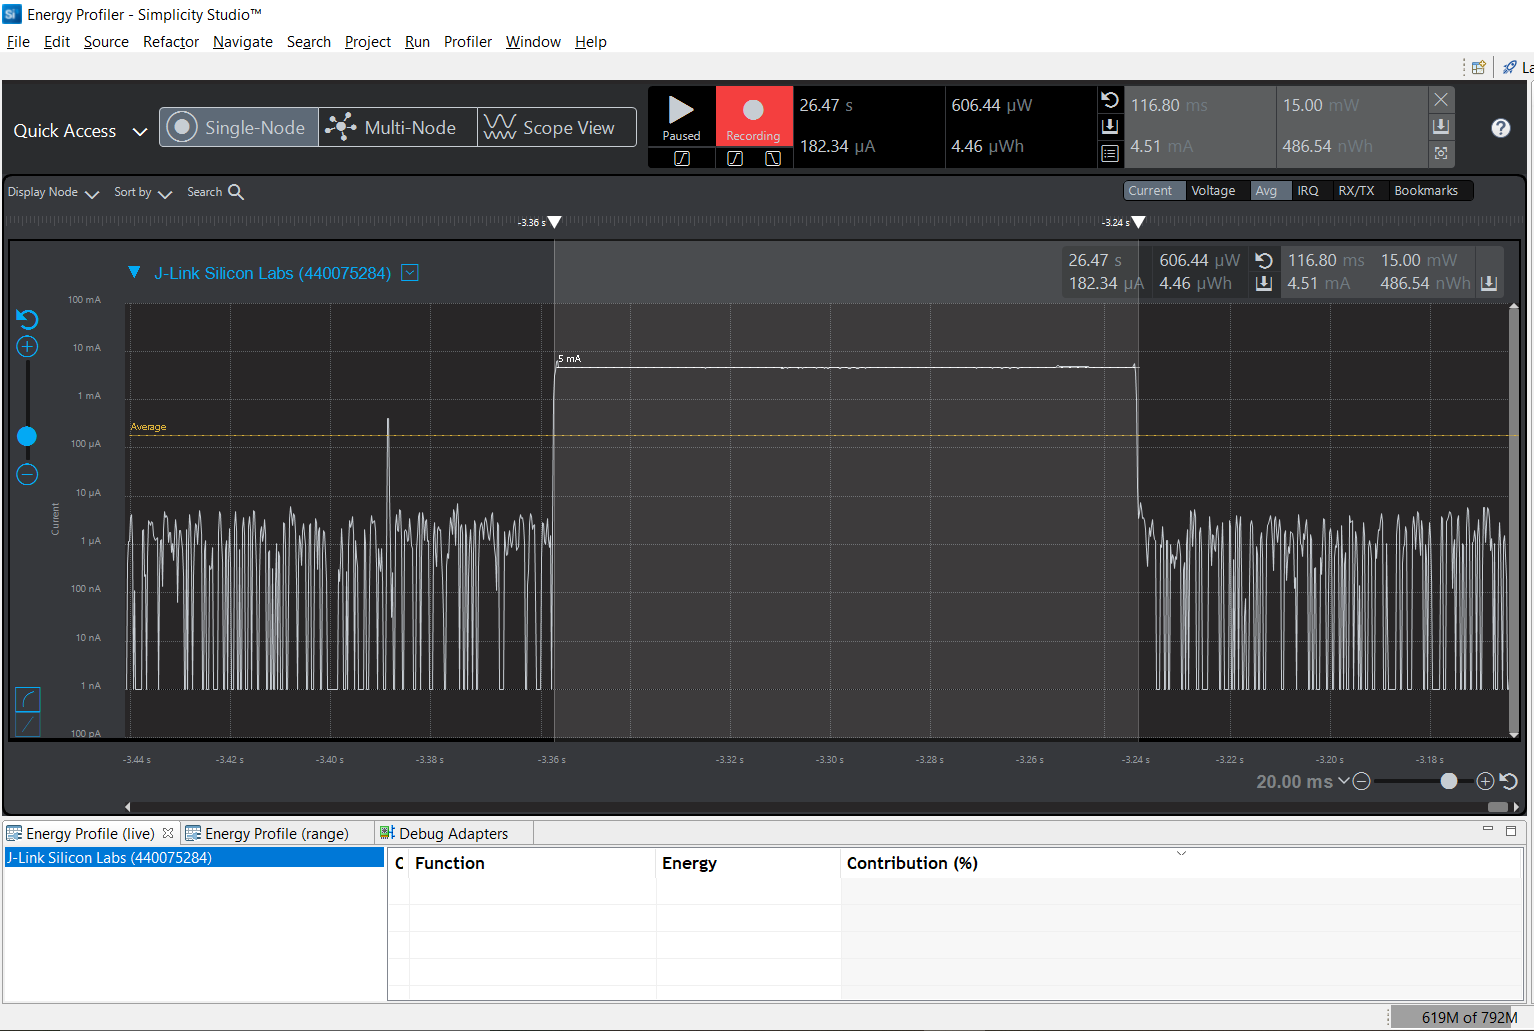 Energy Profiler - Simplicity Studio™
File Edit Source Refactor Navigate Search Project Run Profiler Window Help
Quick Access
Single-Node
Multi-Node
Scope View
Paused
Recording
26.47 s
182.34 µA
606.44 µW
4.46 µWh
116.80 ms
4.51 mA
15.00 mW
486.54 nWh
Display Node Sort by Search
Current Voltage Avg IRQ RX/TX Bookmarks
-3.36 s -3.24 s
J-Link Silicon Labs (440075284)
26.47 s 606.44 µW 116.80 ms 15.00 mW
182.34 µA 4.46 µWh 4.51 mA 486.54 nWh
100 mA
10 mA
5 mA
1 mA
Average
100 µA
10 µA
Current
1 µA
100 nA
10 nA
1 nA
100 pA
-3.44 s -3.42 s -3.40 s -3.38 s -3.36 s -3.32 s -3.30 s -3.28 s -3.26 s -3.24 s -3.22 s -3.20 s -3.18 s
20.00 ms
Energy Profile (live) Energy Profile (range) Debug Adapters
J-Link Silicon Labs (440075284)
C Function Energy Contribution (%)
619M of 792M